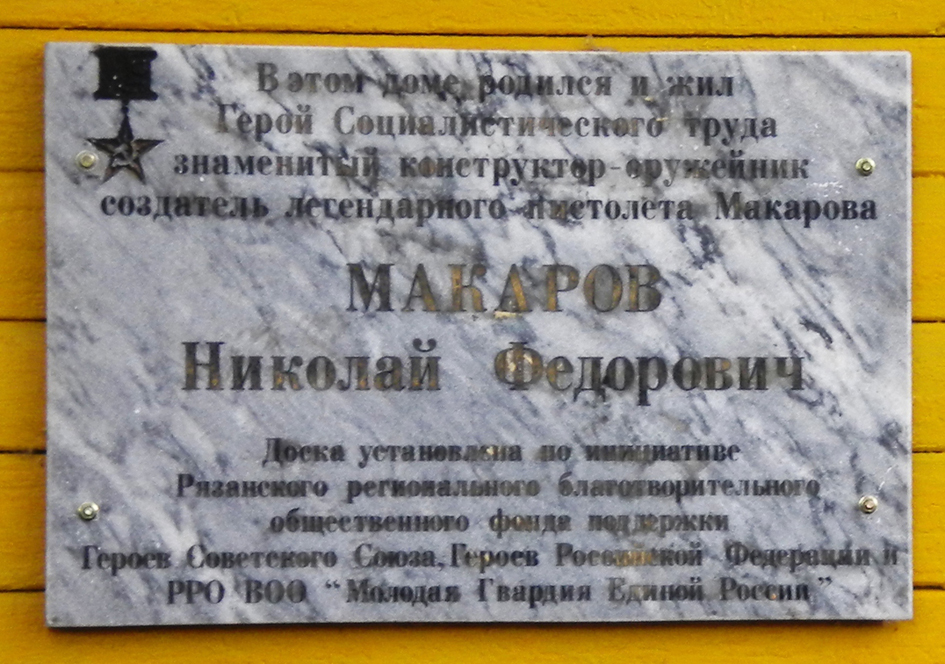 В этом доме родился и жил
Герой Социалистического труда
знаменитый конструктор-оружейник
создатель легендарного пистолета Макарова
МАКАРОВ
Николай Федорович
Доска установлена по инициативе
Рязанского регионального благотворительного
общественного фонда поддержки
Героев Советского Союза, Героев Российской Федерации и
РРО ВОО “Молодая Гвардия Единой России”